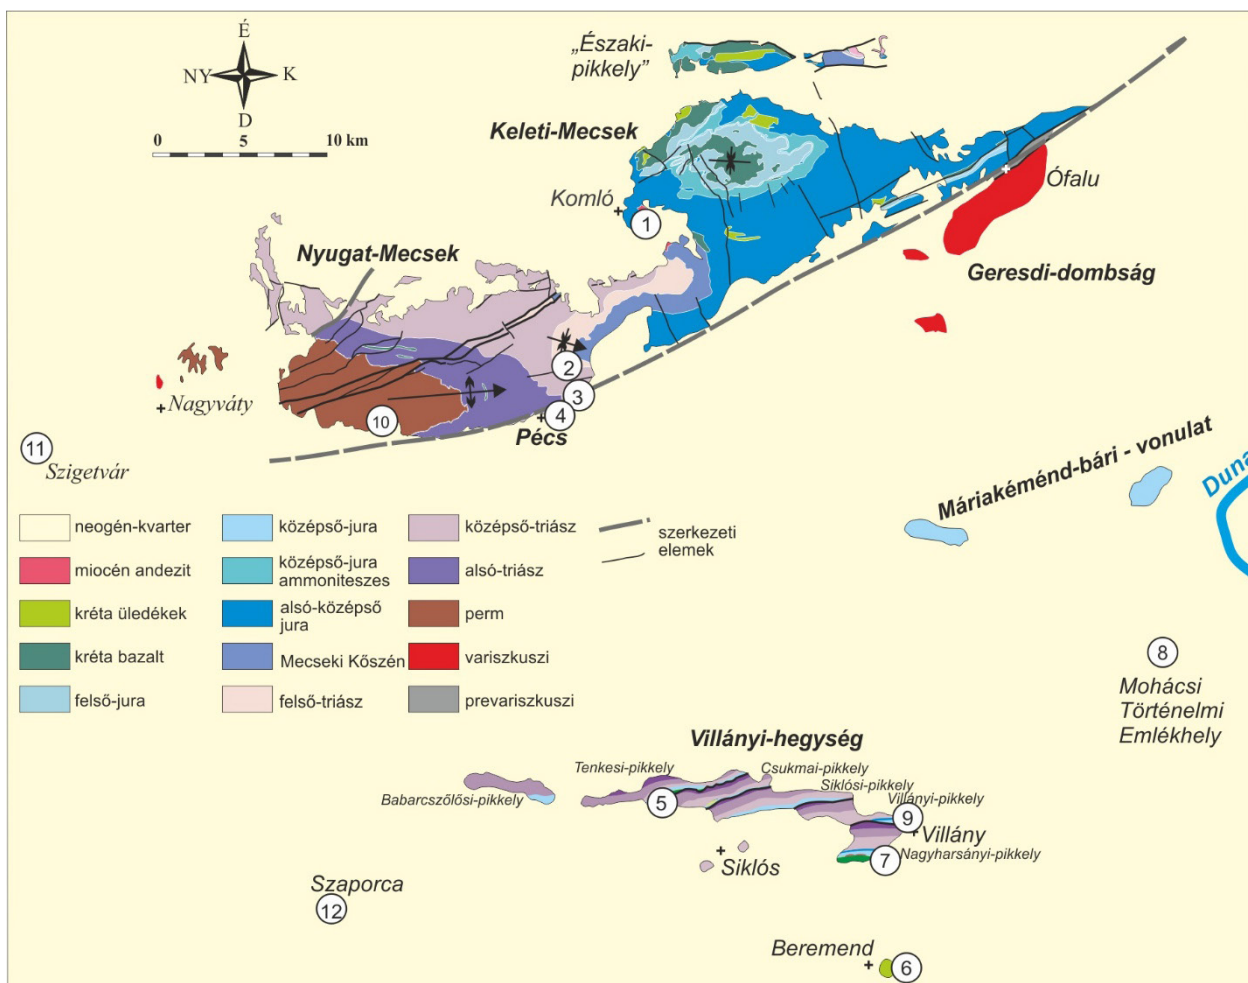 É
NY
K
D
0
5
10 km
„Északi-
pikkely”
Keleti-Mecsek
Komló
1
Ófalu
Geresdi-dombság
Nyugat-Mecsek
2
3
4
10
Pécs
Nagyváty
11
Szigetvár
Máriakéménd-bári - vonulat
Duna
neogén-kvarter
miocén andezit
kréta üledékek
kréta bazalt
felső-jura
középső-jura
középső-jura
ammoniteszes
alsó-középső
jura
Mecseki Kőszén
felső-triász
középső-triász
alsó-triász
perm
variszkuszi
prevariszkuszi
szerkezeti
elemek
8
Mohácsi
Történelmi
Emlékhely
Villányi-hegység
Tenkesi-pikkely
Csukmai-pikkely
Siklósi-pikkely
Villányi-pikkely
Babarcszőlősi-pikkely
5
9
Villány
7
Nagyharsányi-pikkely
Siklós
Szaporca
12
Beremend
6